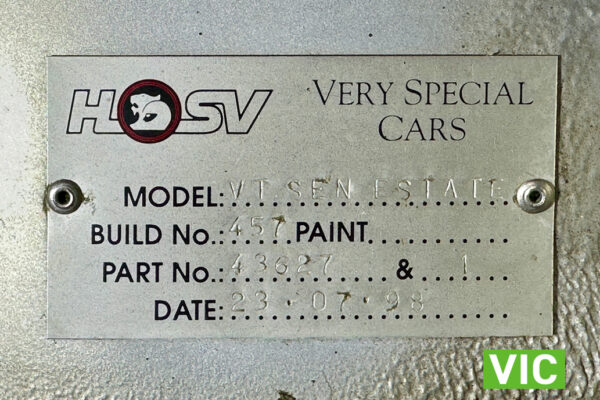 HSV VERY SPECIAL
CARS
MODEL: VT SEN ESTATE
BUILD No.: 457 PAINT
PART No.: 43627 & 1
DATE: 23·07·98
VIC